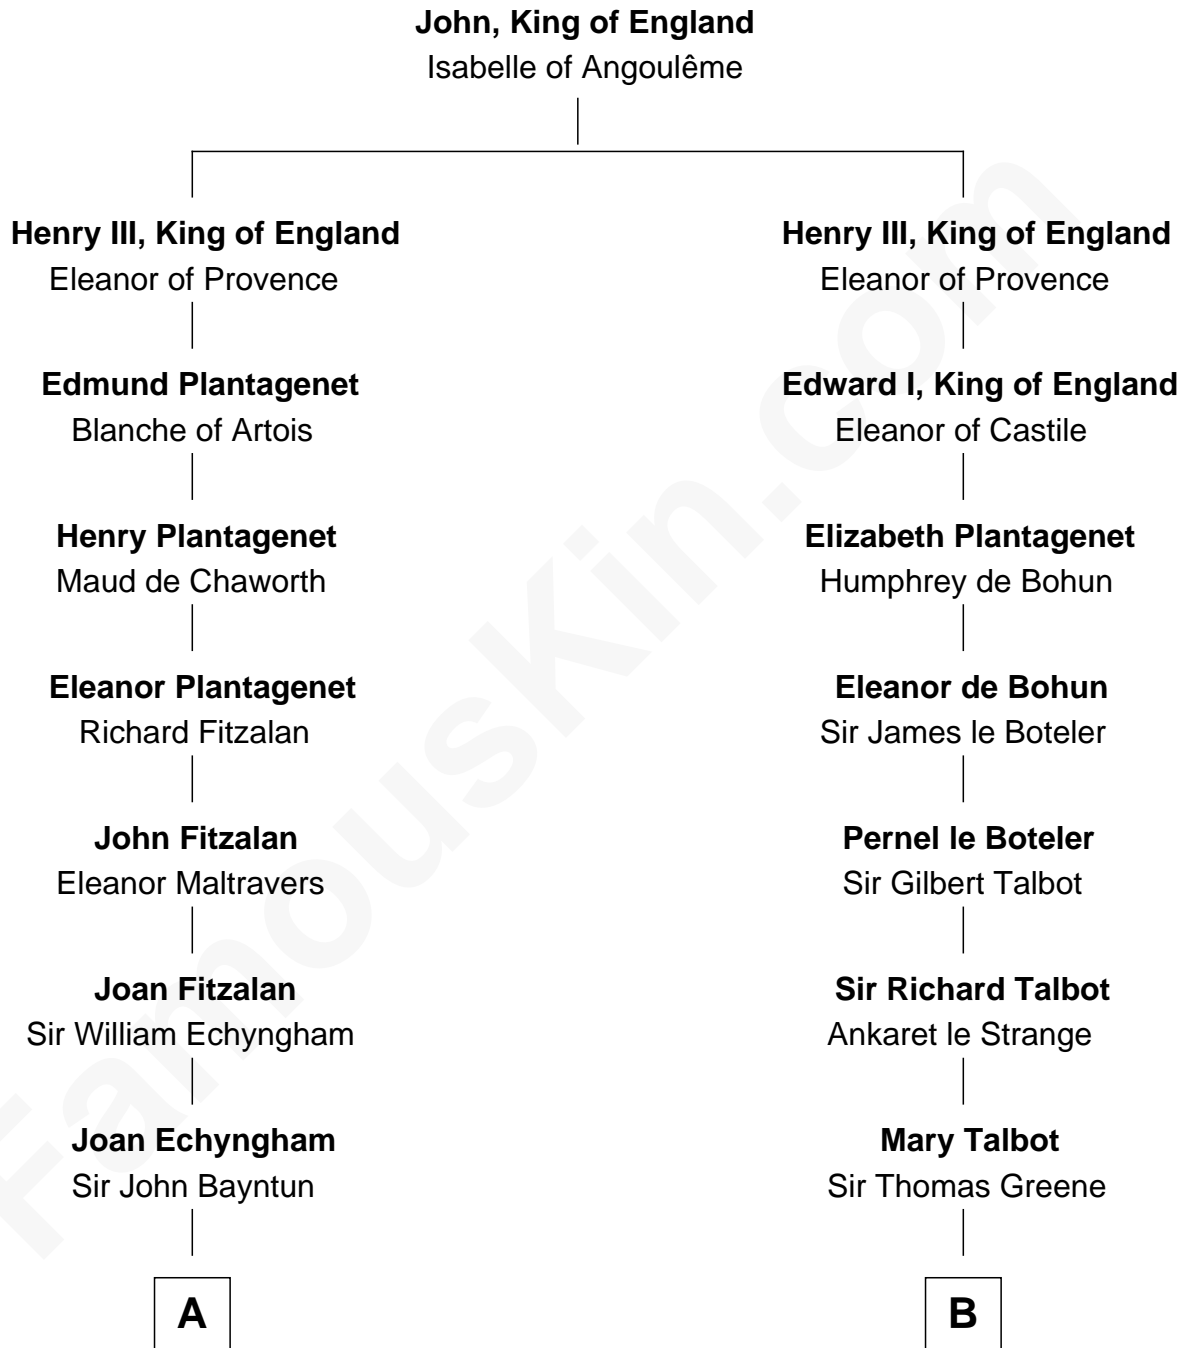 John, King of England
Isabelle of Angoulême
Henry III, King of England
Eleanor of Provence
Edmund Plantagenet
Blanche of Artois
Henry Plantagenet
Maud de Chaworth
Eleanor Plantagenet
Richard Fitzalan
John Fitzalan
Eleanor Maltravers
Joan Fitzalan
Sir William Echyngham
Joan Echyngham
Sir John Bayntun
A
Henry III, King of England
Eleanor of Provence
Edward I, King of England
Eleanor of Castile
Elizabeth Plantagenet
Humphrey de Bohun
Eleanor de Bohun
Sir James le Boteler
Pernel le Boteler
Sir Gilbert Talbot
Sir Richard Talbot
Ankaret le Strange
Mary Talbot
Sir Thomas Greene
B
FamousKin.com